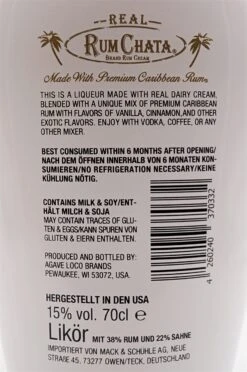 REAL
RUMCHATA®
BRAND RUM CREAM
Made With Premium Caribbean Rum®
THIS IS A LIQUEUR MADE WITH REAL DAIRY CREAM,
BLENDED WITH A UNIQUE MIX OF PREMIUM CARIBBEAN
RUM WITH FLAVORS OF VANILLA, CINNAMON,AND OTHER
EXOTIC FLAVORS. ENJOY WITH VODKA, COFFEE, OR ANY
OTHER MIXER
BEST CONSUMED WITHIN 6 MONTHS AFTER OPENING/
NACH DEM ÖFFNEN INNERHALB VON 6 MONATEN KON-
SUMIEREN/NO REFRIGERATION NECESSARY/KEINE
KÜHLUNG NÖTIG.
CONTAINS MILK & SOY/ENT-
HÄLT MILCH & SOJA
MAY CONTAIN TRACES OF GLU-
TEN & EGGS/KANN SPUREN VON
GLUTEN & EIERN ENTHALTEN.
PRODUCED AND BOTTLED BY:
AGAVE LOCO BRANDS
PEWAUKEE, WI 53072, USA.
4 260240 370332
HERGESTELLT IN DEN USA
15% vol. 70cl e
Likör MIT 38% RUM UND 22% SAHNE
IMPORTIERT VON MACK & SCHÜHLE AG, NEUE
STRAẞE 45, 73277 OWEN/TECK, DEUTSCHLAND